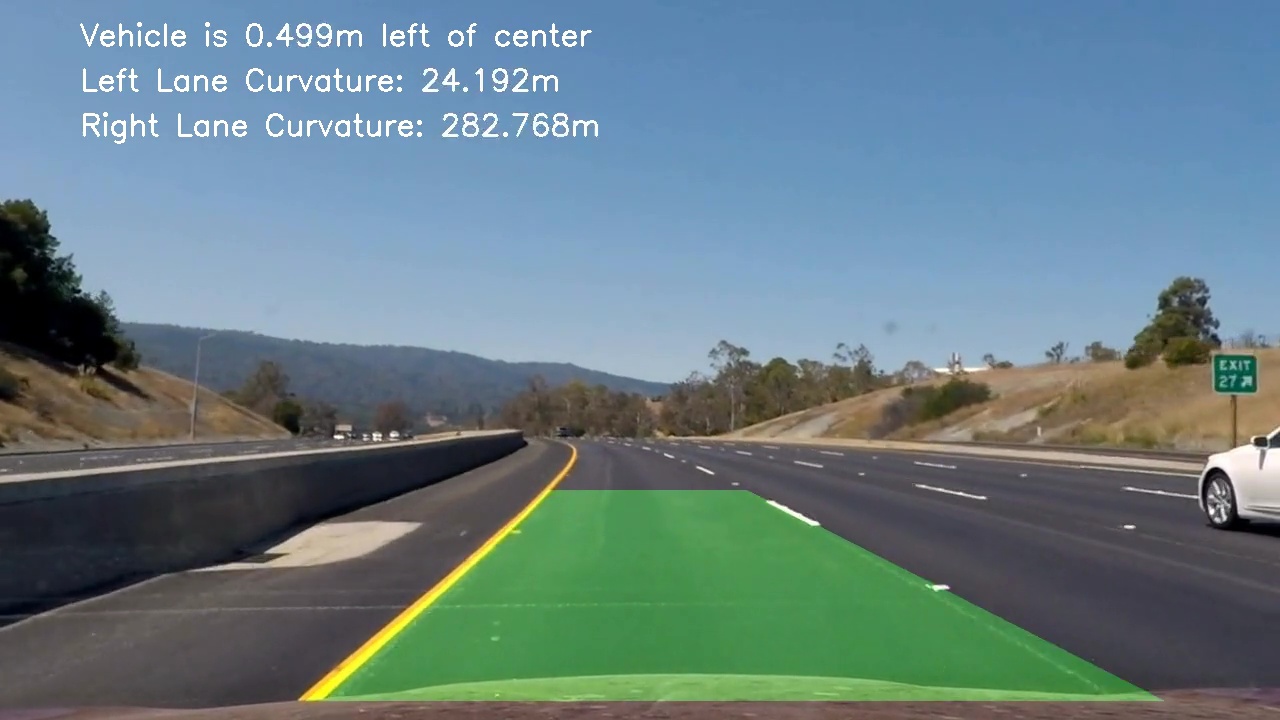 Vehicle is 0.499m left of center
Left Lane Curvature: 24.192m
Right Lane Curvature: 282.768m
EXIT
27